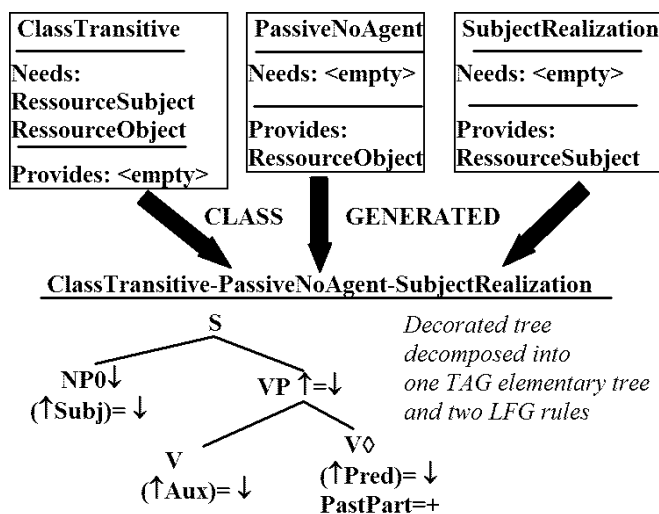 ClassTransitive
Needs:
RessourceSubject
RessourceObject
Provides: <empty>
PassiveNoAgent
Needs: <empty>
Provides:
RessourceObject
SubjectRealization
Needs: <empty>
Provides:
RessourceSubject
CLASS GENERATED
ClassTransitive-PassiveNoAgent-SubjectRealization
S
NP0↓
(↑Subj)= ↓
VP ↑=↓
V
(↑Aux)= ↓
V◊
(↑Pred)= ↓
PastPart=+
Decorated tree
decomposed into
one TAG elementary tree
and two LFG rules